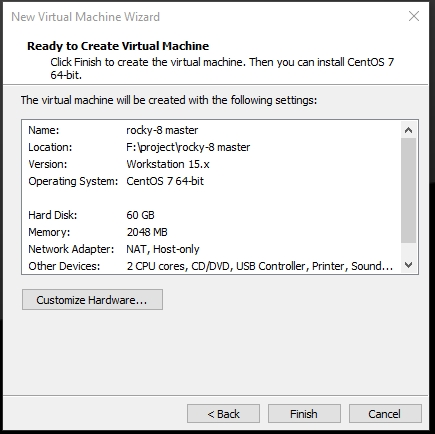 New Virtual Machine Wizard
Ready to Create Virtual Machine
Click Finish to create the virtual machine. Then you can install CentOS 7
64-bit.
The virtual machine will be created with the following settings:
Name: rocky-8 master
Location: F:\project\rocky-8 master
Version: Workstation 15.x
Operating System: CentOS 7 64-bit
Hard Disk: 60 GB
Memory: 2048 MB
Network Adapter: NAT, Host-only
Other Devices: 2 CPU cores, CD/DVD, USB Controller, Printer, Sound...
Customize Hardware...
< Back Finish Cancel